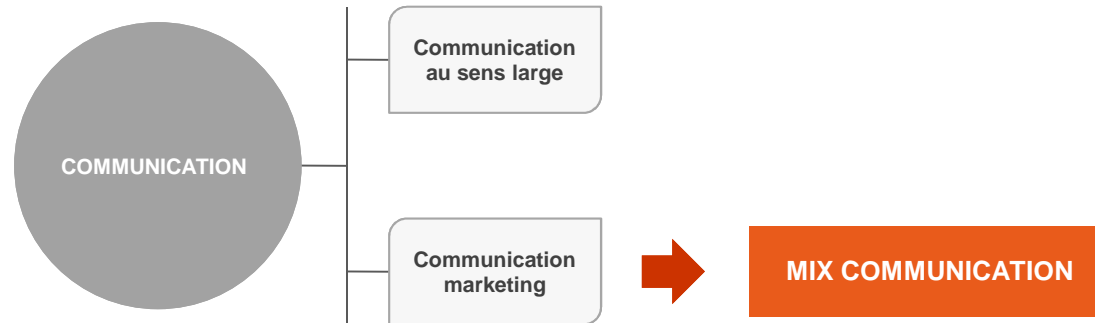 Communication
au sens large
COMMUNICATION
Communication
marketing
MIX COMMUNICATION